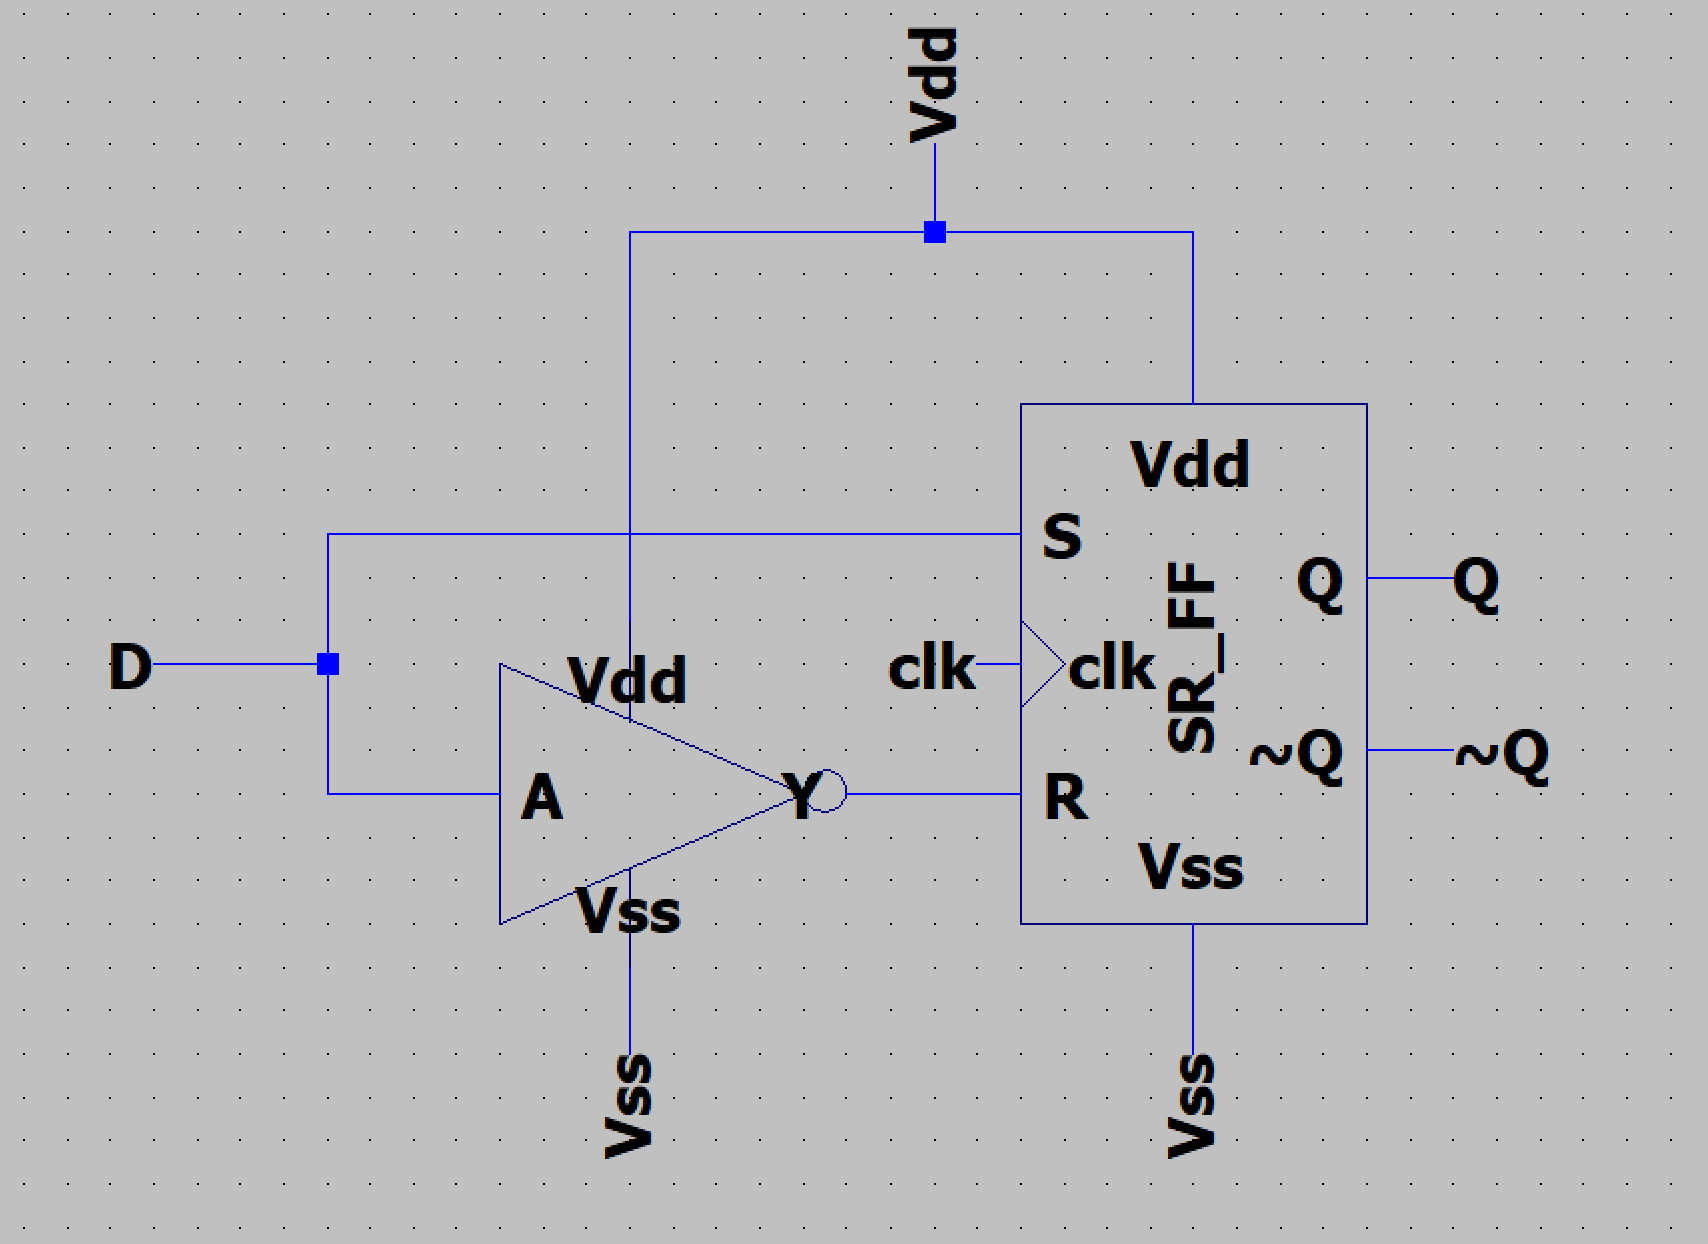 Vdd
Vdd
S
Q Q
SR_FF
D
Vdd
clk clk
~Q ~Q
A
Y
R
Vss
Vss
Vss
Vss